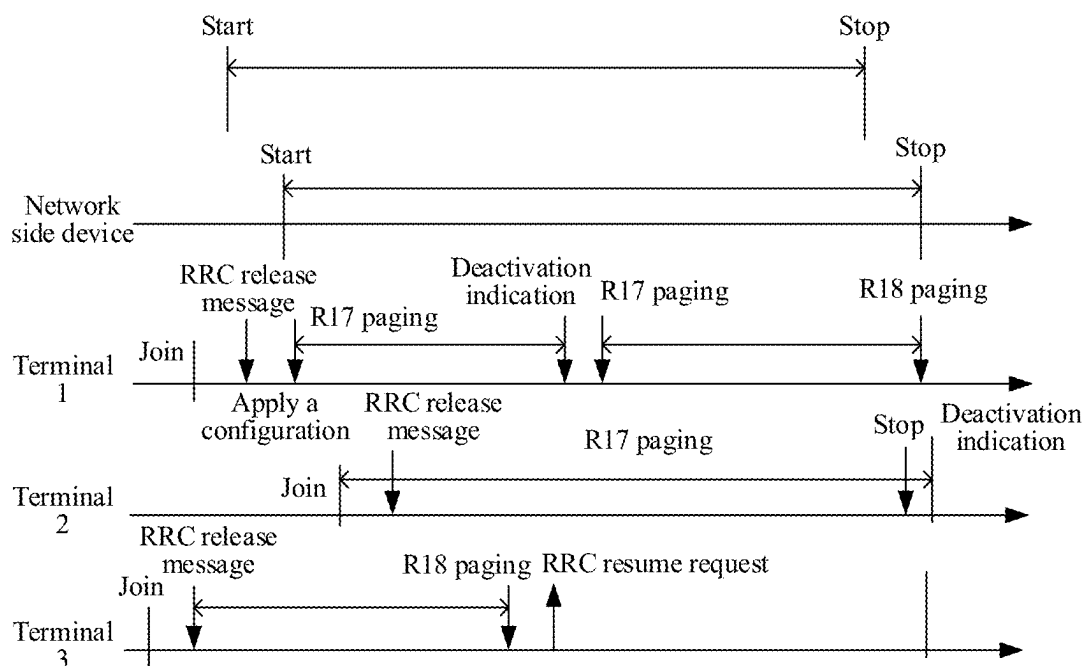 Start
Stop
Start
Stop
Network
side device
RRC release
message
R17 paging
Deactivation
indication
R17 paging
R18 paging
Join
Terminal
1
Apply a
configuration
RRC release
message
R17 paging
Stop
Deactivation
indication
Join
Terminal
2
RRC release
message
R18 paging
RRC resume request
Join
Terminal
3